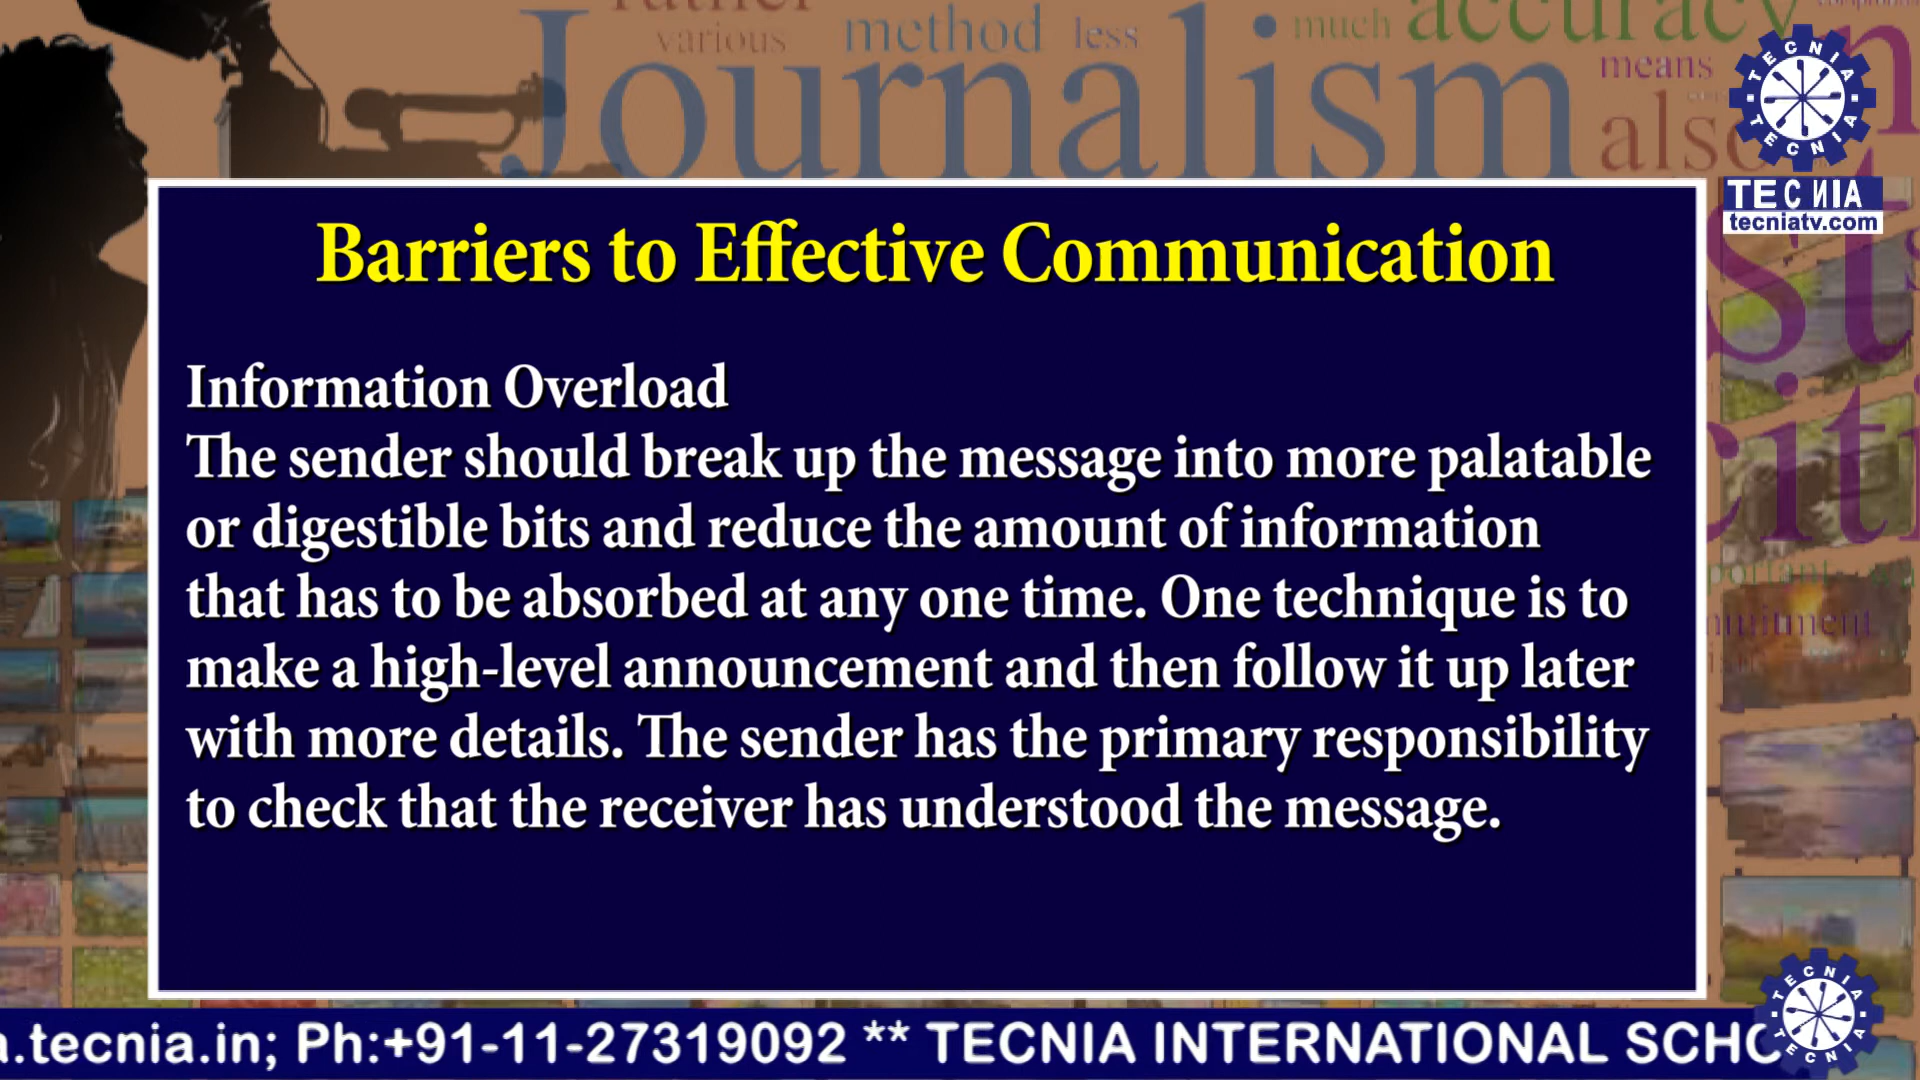 various
method
less
much
accuracy
means
Journalism
also
TECNIA
TECNIA
TECNIA
tecniatv.com
Barriers to Effective Communication
Information Overload
The sender should break up the message into more palatable
or digestible bits and reduce the amount of information
that has to be absorbed at any one time. One technique is to
make a high-level announcement and then follow it up later
with more details. The sender has the primary responsibility
to check that the receiver has understood the message.
TECNIA
TECNIA
.tecnia.in; Ph:+91-11-27319092 ** TECNIA INTERNATIONAL SCHO